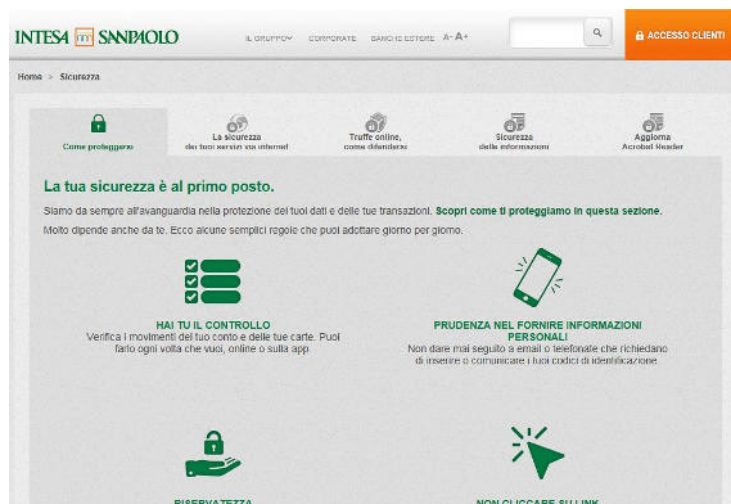 INTESA SANPAOLO
IL GRUPPO CORPORATE BANCHE ESTERE A- A+
ACCESSO CLIENTI
Home > Sicurezza
Come proteggersi
La sicurezza
dei tuoi servizi via internet
Truffe online,
come difendersi
Sicurezza
delle informazioni
Aggiorna
Acrobat Reader
La tua sicurezza è al primo posto.
Siamo da sempre all'avanguardia nella protezione dei tuoi dati e delle tue transazioni. Scopri come ti proteggiamo in questa sezione.
Molto dipende anche da te. Ecco alcune semplici regole che puoi adottare giorno per giorno.
HAI TU IL CONTROLLO
Verifica i movimenti del tuo conto e delle tue carte. Puoi
farlo ogni volta che vuoi, online o sulla app
PRUDENZA NEL FORNIRE INFORMAZIONI
PERSONALI
Non dare mai seguito a email o telefonate che richiedano
di inserire o comunicare i tuoi codici di identificazione
RISERVATEZZA
NON CLICCARE SU LINK